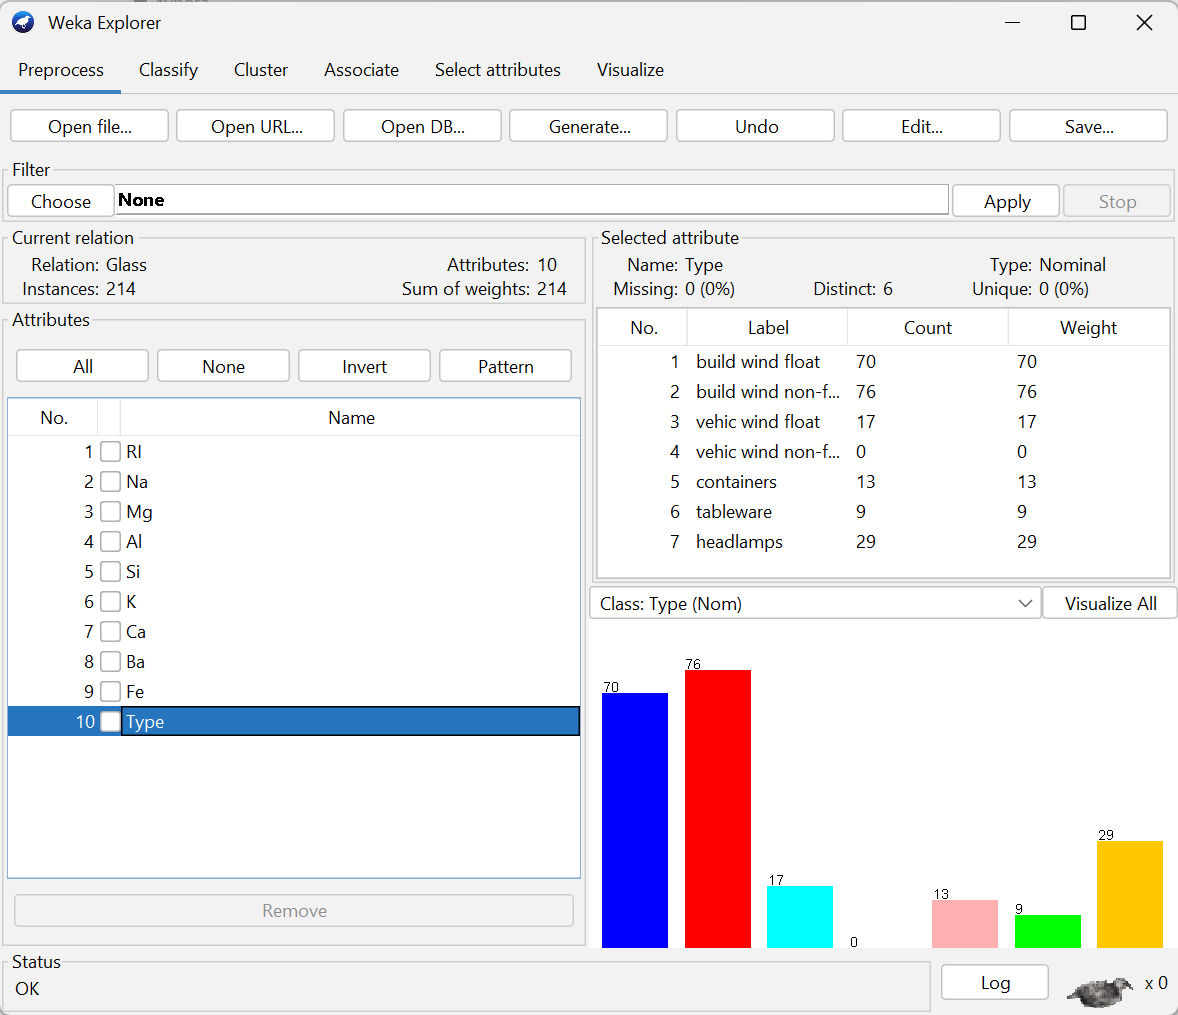 Weka Explorer
Preprocess Classify Cluster Associate Select attributes Visualize
Open file... Open URL... Open DB... Generate... Undo Edit... Save...
Filter
Choose None Apply Stop
Current relation
Relation: Glass Attributes: 10
Instances: 214 Sum of weights: 214
Attributes
All None Invert Pattern
No. Name
1 RI
2 Na
3 Mg
4 Al
5 Si
6 K
7 Ca
8 Ba
9 Fe
10 Type
Remove
Selected attribute
Name: Type Type: Nominal
Missing: 0 (0%) Distinct: 6 Unique: 0 (0%)
No. Label Count Weight
1 build wind float 70 70
2 build wind non-f... 76 76
3 vehic wind float 17 17
4 vehic wind non-f... 0 0
5 containers 13 13
6 tableware 9 9
7 headlamps 29 29
Class: Type (Nom) Visualize All
70 76 17 0 13 9 29
Status
OK
Log x 0